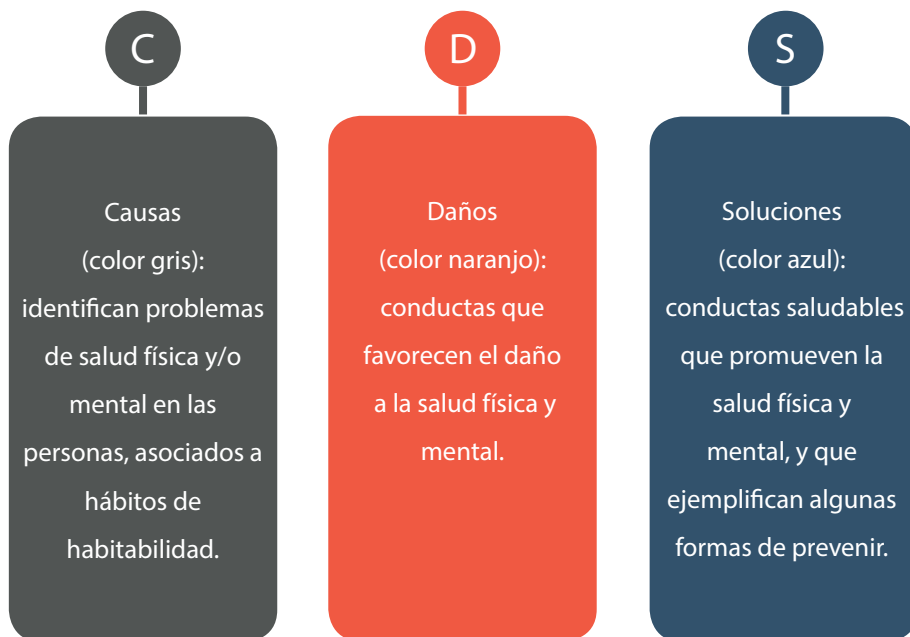 C
Causas
(color gris):
identifican problemas
de salud física y/o
mental en las
personas, asociados a
hábitos de
habitabilidad.
D
Daños
(color naranjo):
conductas que
favorecen el daño
a la salud física y
mental.
S
Soluciones
(color azul):
conductas saludables
que promueven la
salud física y
mental, y que
ejemplifican algunas
formas de prevenir.